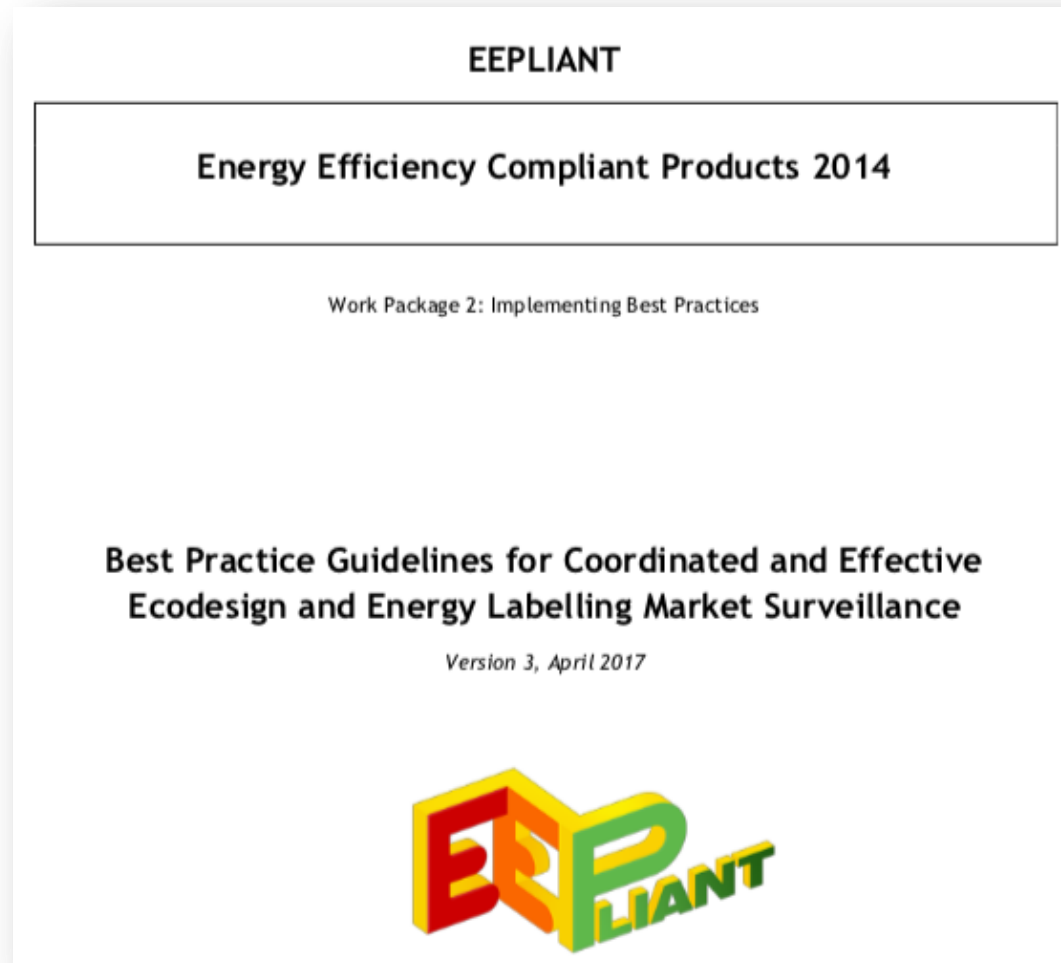 EEPLIANT
Energy Efficiency Compliant Products 2014
Work Package 2: Implementing Best Practices
Best Practice Guidelines for Coordinated and Effective
Ecodesign and Energy Labelling Market Surveillance
Version 3, April 2017
EEPLIANT